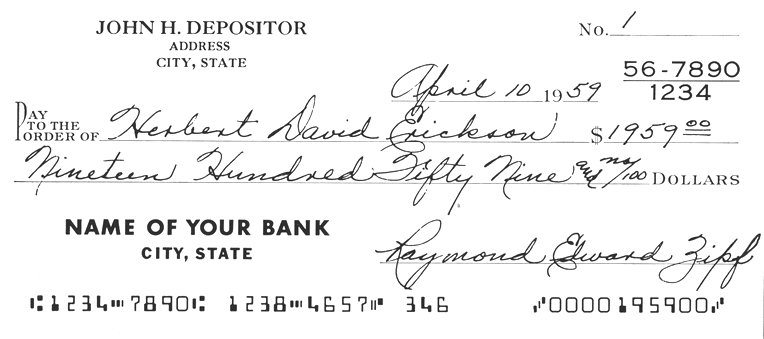 JOHN H. DEPOSITOR
ADDRESS
CITY, STATE
No. 1
April 10 1959
56-7890
1234
PAY TO THE ORDER OF Herbert David Erickson $1959 00
Nineteen Hundred Fifty Nine and no/100 DOLLARS
NAME OF YOUR BANK
CITY, STATE
Raymond Edward Zipf
⑆1234⑉7890⑆ 1238⑉4657⑈ 346 ⑇0000195900⑇